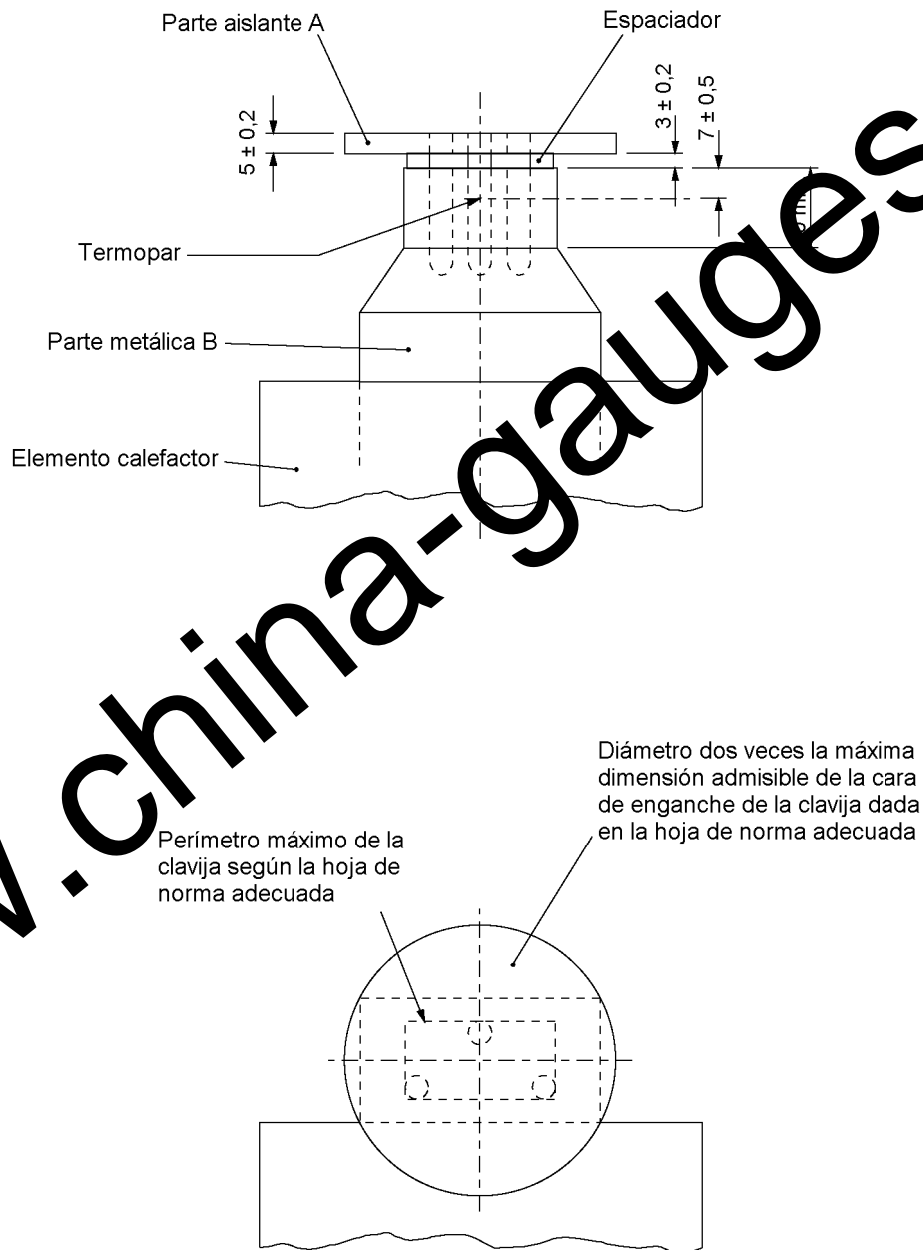 Parte aislante A
Espaciador
5 ± 0,2
3 ± 0,2
7 ± 0,5
Termopar
Parte metálica B
Elemento calefactor
Diámetro dos veces la máxima
dimensión admisible de la cara
de enganche de la clavija dada
en la hoja de norma adecuada
Perímetro máximo de la
clavija según la hoja de
norma adecuada
.china-gauges